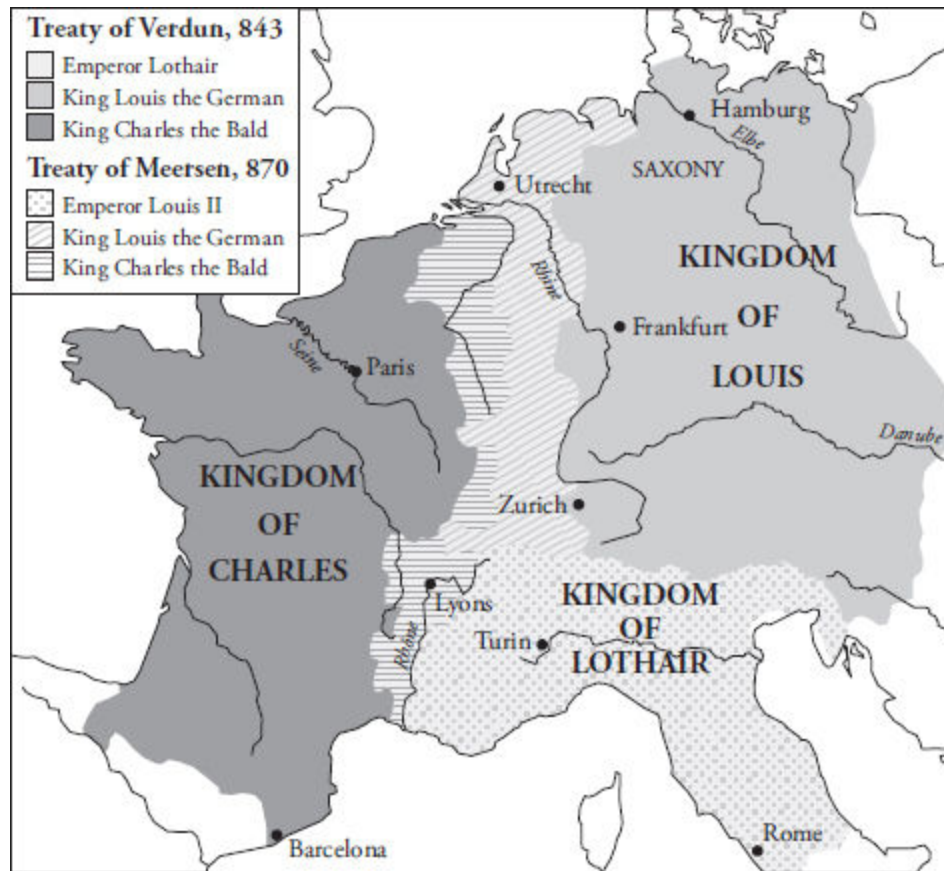 Treaty of Verdun, 843
Emperor Lothair
King Louis the German
King Charles the Bald
Treaty of Meersen, 870
Emperor Louis II
King Louis the German
King Charles the Bald
Hamburg
Elbe
SAXONY
Utrecht
KINGDOM
OF
LOUIS
Rhine
Frankfurt
Seine
Paris
Danube
KINGDOM
OF
CHARLES
Zurich
Lyons
KINGDOM
OF
LOTHAIR
Turin
Rhone
Rome
Barcelona